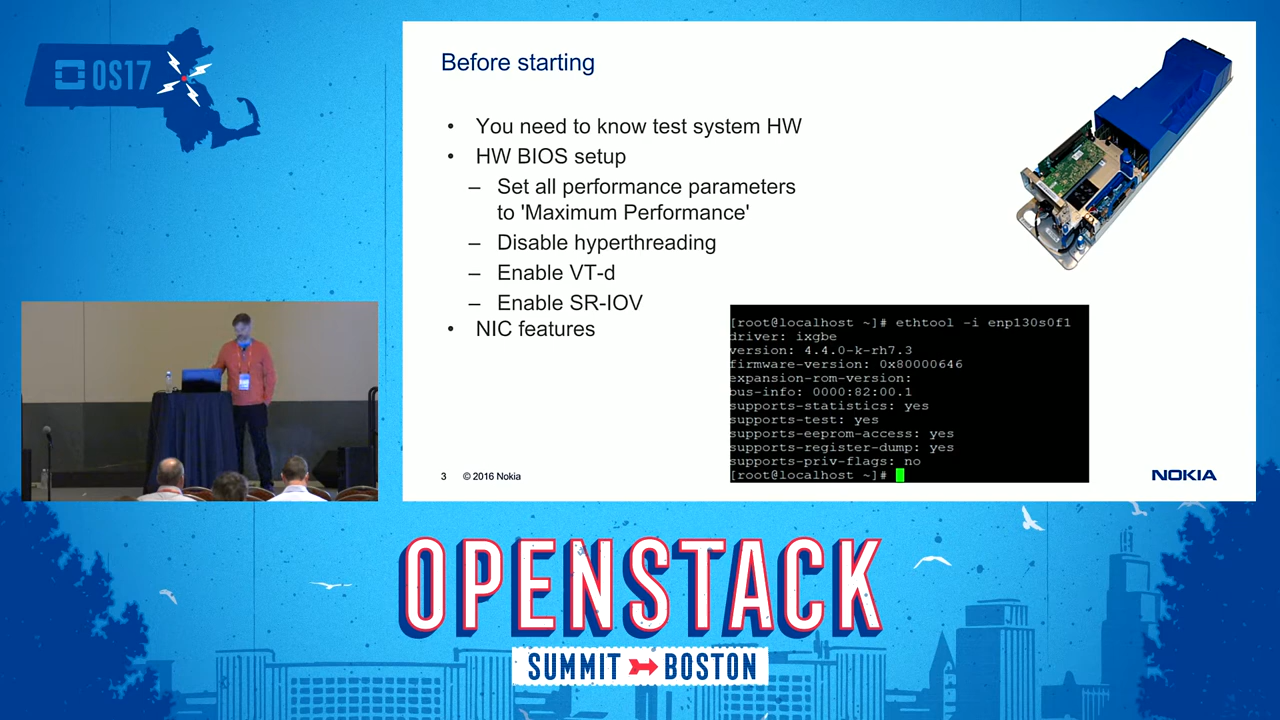 OS17
Before starting
• You need to know test system HW
• HW BIOS setup
– Set all performance parameters
to 'Maximum Performance'
– Disable hyperthreading
– Enable VT-d
– Enable SR-IOV
• NIC features
[root@localhost ~]# ethtool -i enp130s0f1
driver: ixgbe
version: 4.4.0-k-rh7.3
firmware-version: 0x80000646
expansion-rom-version:
bus-info: 0000:82:00.1
supports-statistics: yes
supports-test: yes
supports-eeprom-access: yes
supports-register-dump: yes
supports-priv-flags: no
[root@localhost ~]#
3 © 2016 Nokia
NOKIA
OPENSTACK
SUMMIT BOSTON